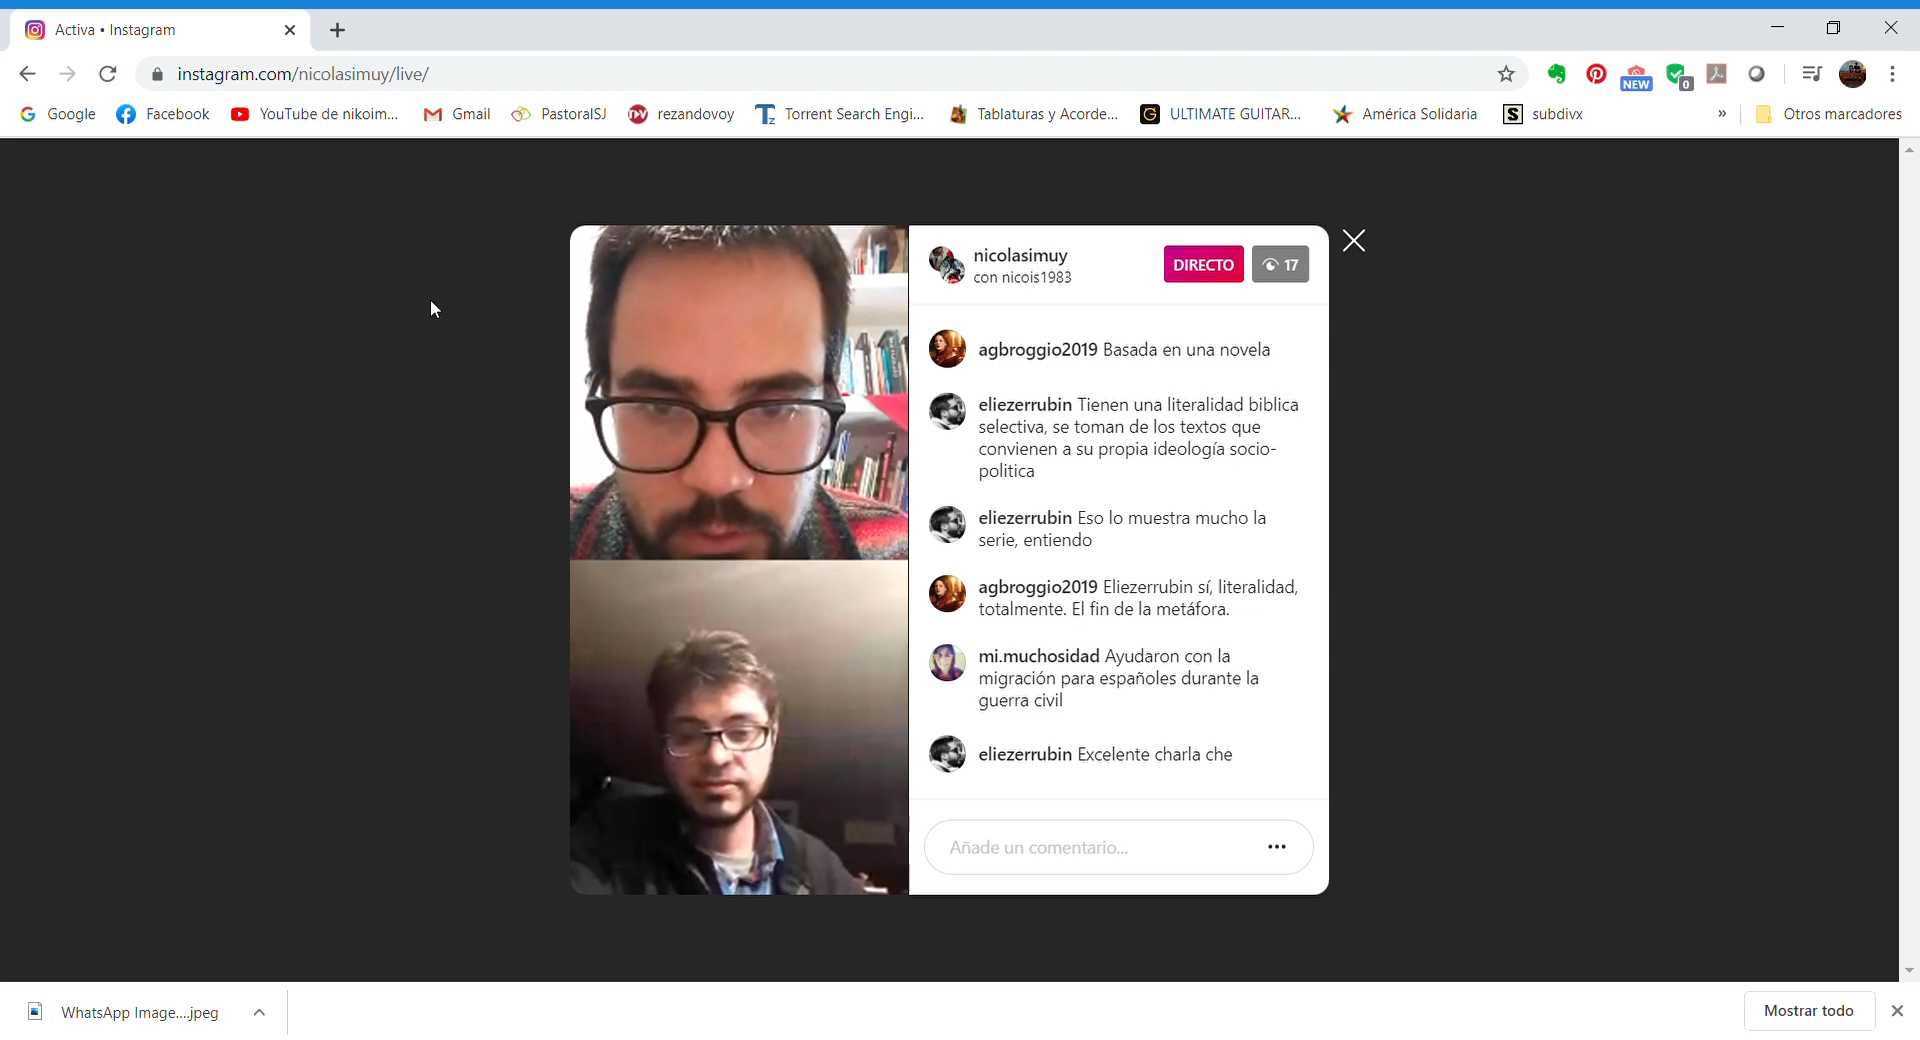 Activa • Instagram
instagram.com/nicolasimuy/live/
NEW
0
Google
Facebook
YouTube de nikoim...
Gmail
PastoralSJ
rezandovoy
Torrent Search Engi...
Tablaturas y Acorde...
ULTIMATE GUITAR...
América Solidaria
subdivx
»
Otros marcadores
nicolasimuy
con nicois1983
DIRECTO
17
agbroggio2019 Basada en una novela
eliezerrubin Tienen una literalidad biblica
selectiva, se toman de los textos que
convienen a su propia ideología socio-
politica
eliezerrubin Eso lo muestra mucho la
serie, entiendo
agbroggio2019 Eliezerrubin sí, literalidad,
totalmente. El fin de la metáfora.
mi.muchosidad Ayudaron con la
migración para españoles durante la
guerra civil
eliezerrubin Excelente charla che
Añade un comentario...
WhatsApp Image....jpeg
Mostrar todo